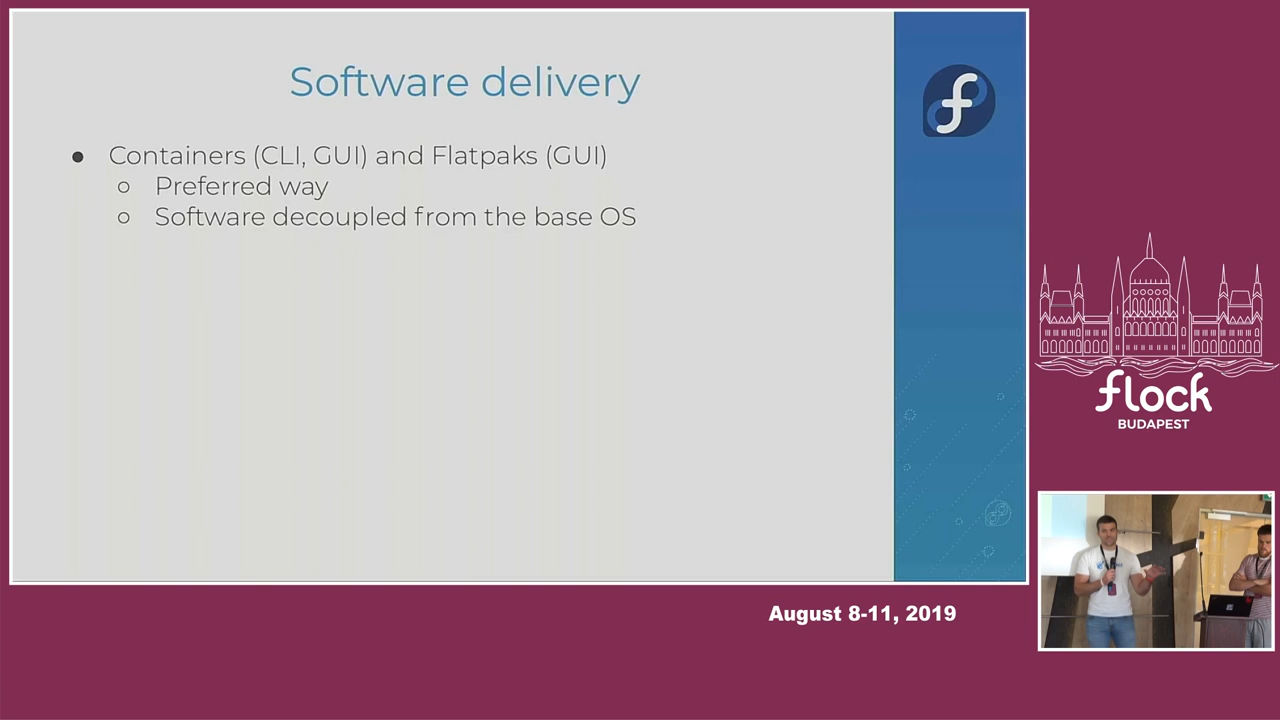 Software delivery
● Containers (CLI, GUI) and Flatpaks (GUI)
○ Preferred way
○ Software decoupled from the base OS
flock
BUDAPEST
August 8-11, 2019